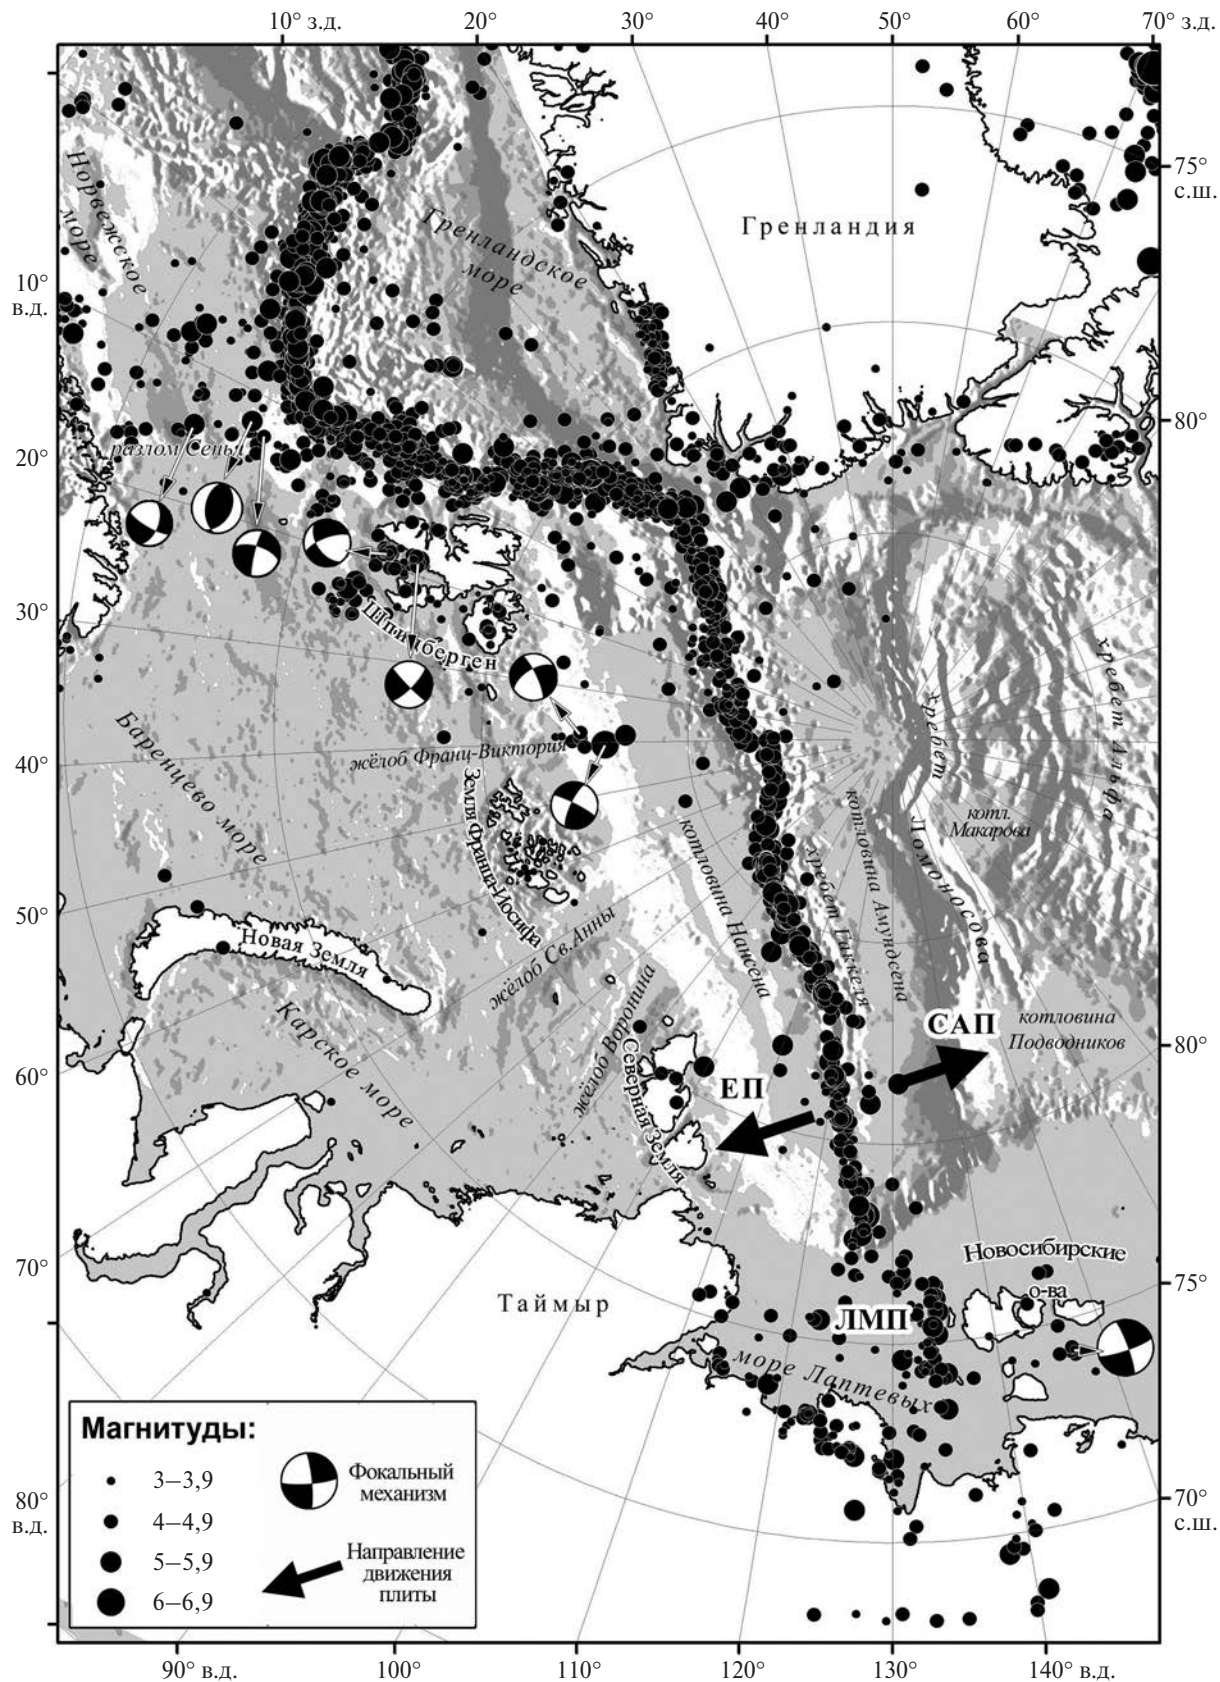 10° з.д.
20°
30°
40°
50°
60°
70° з.д.
75°
с.ш.
Норвежское
море
Гренландское
море
Гренландия
10°
в.д.
80°
20°
разлом Сенья
30°
Шпицберген
хребет Альфа
хребет
Ломоносова
Баренцево море
жёлоб Франц-Виктория
40°
Земля Франца-Иосифа
котловина Нансена
хребет Гаккеля
котловина Амундсена
котл.
Макарова
50°
Новая Земля
жёлоб Св. Анны
жёлоб Воронина
Карское море
Северная Земля
САП
котловина
Подводников
80°
60°
ЕП
70°
Новосибирские
о-ва
75°
Таймыр
ЛМП
море Лаптевых
Магнитуды:
3–3,9
4–4,9
5–5,9
6–6,9
Фокальный
механизм
Направление
движения
плиты
80°
в.д.
70°
с.ш.
90° в.д.
100°
110°
120°
130°
140° в.д.